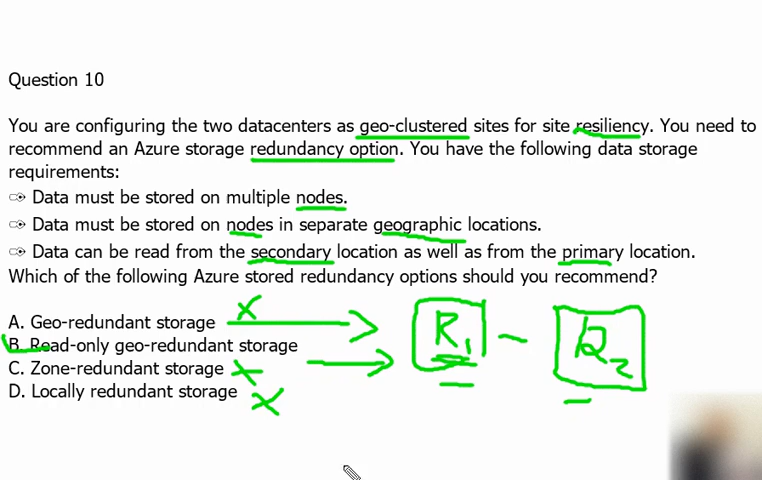 Question 10
You are configuring the two datacenters as geo-clustered sites for site resiliency. You need to
recommend an Azure storage redundancy option. You have the following data storage
requirements:
Data must be stored on multiple nodes.
Data must be stored on nodes in separate geographic locations.
Data can be read from the secondary location as well as from the primary location.
Which of the following Azure stored redundancy options should you recommend?
A. Geo-redundant storage
B. Read-only geo-redundant storage
C. Zone-redundant storage
D. Locally redundant storage
R1
R2